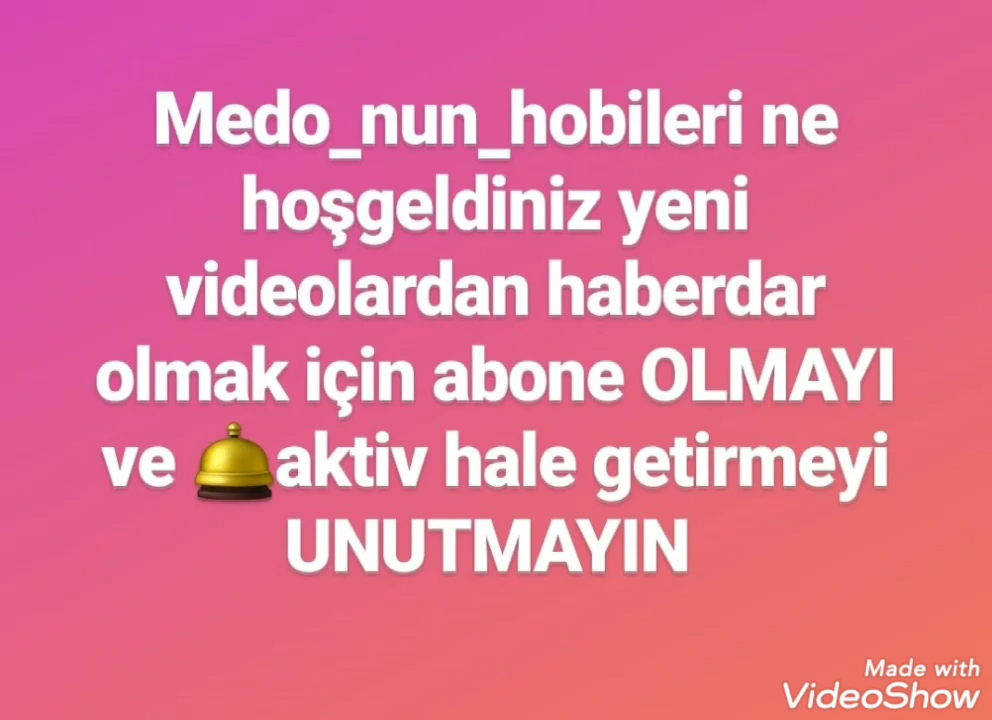 Medo_nun_hobileri ne
hoşgeldiniz yeni
videolardan haberdar
olmak için abone OLMAYI
ve 🛎aktiv hale getirmeyi
UNUTMAYIN
Made with
VideoShow